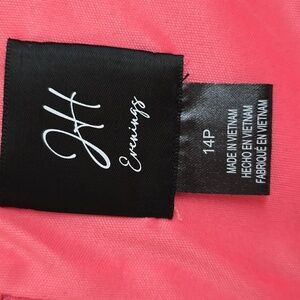 JH
Evenings
14P
MADE IN VIETNAM
HECHO EN VIETNAM
FABRIQUÉ EN VIETNAM